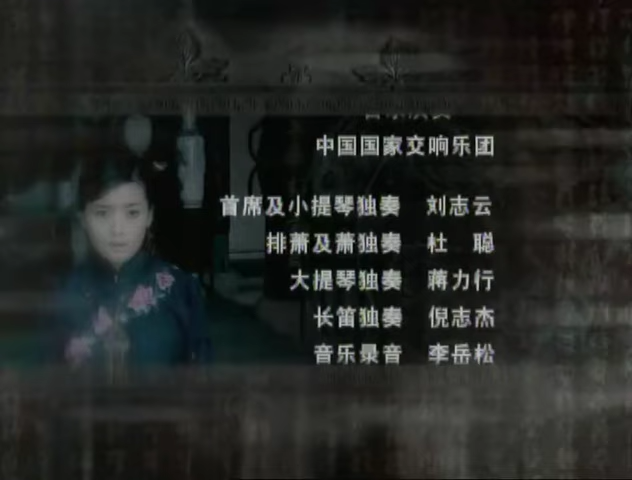 中国国家交响乐团
首席及小提琴独奏 刘志云
排萧及萧独奏 杜 聪
大提琴独奏 蒋力行
长笛独奏 倪志杰
音乐录音 李岳松